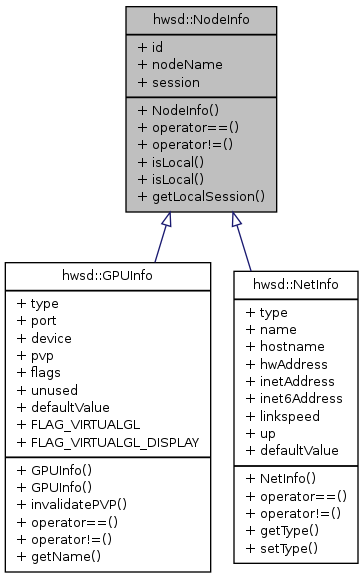 hwsd::NodeInfo
+ id
+ nodeName
+ session
+ NodeInfo()
+ operator==()
+ operator!=()
+ isLocal()
+ isLocal()
+ getLocalSession()
hwsd::GPUInfo
+ type
+ port
+ device
+ pvp
+ flags
+ unused
+ defaultValue
+ FLAG_VIRTUALGL
+ FLAG_VIRTUALGL_DISPLAY
+ GPUInfo()
+ GPUInfo()
+ invalidatePVP()
+ operator==()
+ operator!=()
+ getName()
hwsd::NetInfo
+ type
+ name
+ hostname
+ hwAddress
+ inetAddress
+ inet6Address
+ linkspeed
+ up
+ defaultValue
+ NetInfo()
+ operator==()
+ operator!=()
+ getType()
+ setType()